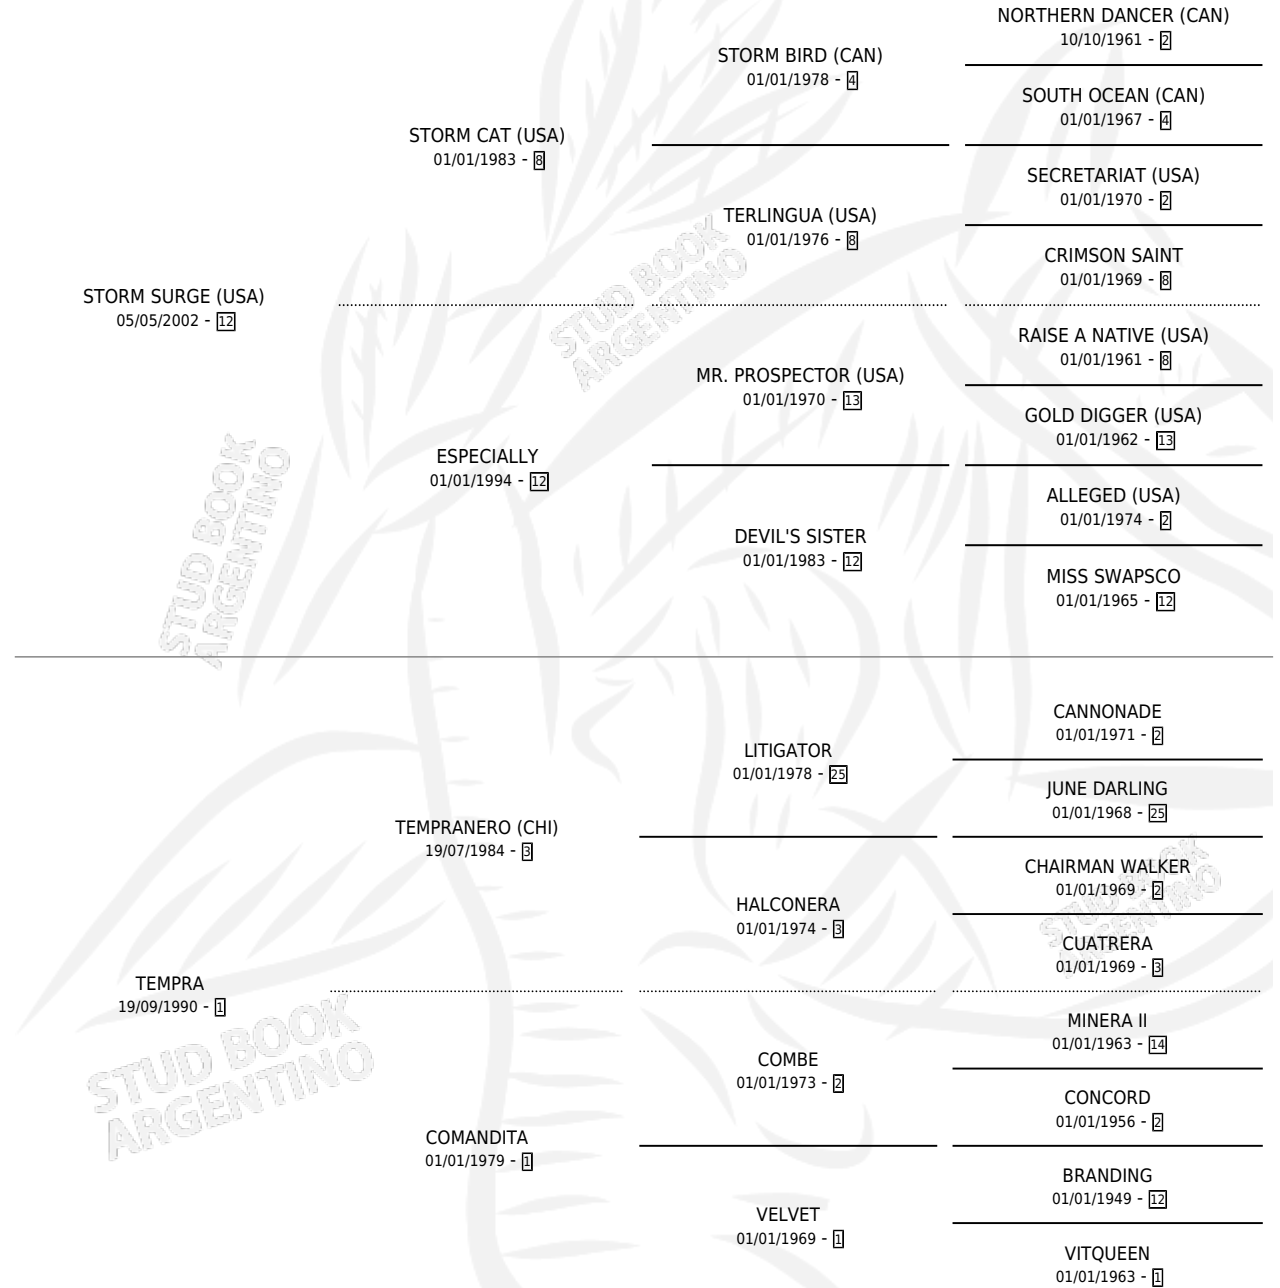 NORTHERN DANCER (CAN)
10/10/1961 - 2
STORM BIRD (CAN)
01/01/1978 - 4
SOUTH OCEAN (CAN)
01/01/1967 - 4
STORM CAT (USA)
01/01/1983 - 8
SECRETARIAT (USA)
01/01/1970 - 2
TERLINGUA (USA)
01/01/1976 - 8
CRIMSON SAINT
01/01/1969 - 8
STORM SURGE (USA)
05/05/2002 - 12
RAISE A NATIVE (USA)
01/01/1961 - 8
MR. PROSPECTOR (USA)
01/01/1970 - 13
GOLD DIGGER (USA)
01/01/1962 - 13
ESPECIALLY
01/01/1994 - 12
ALLEGED (USA)
01/01/1974 - 2
DEVIL'S SISTER
01/01/1983 - 12
MISS SWAPSCO
01/01/1965 - 12
CANNONADE
01/01/1971 - 2
LITIGATOR
01/01/1978 - 25
JUNE DARLING
01/01/1968 - 25
TEMPRANERO (CHI)
19/07/1984 - 3
CHAIRMAN WALKER
01/01/1969 - 2
HALCONERA
01/01/1974 - 3
CUATRERA
01/01/1969 - 3
TEMPRA
19/09/1990 - 1
MINERA II
01/01/1963 - 14
COMBE
01/01/1973 - 2
CONCORD
01/01/1956 - 2
COMANDITA
01/01/1979 - 1
BRANDING
01/01/1949 - 12
VELVET
01/01/1969 - 1
VITQUEEN
01/01/1963 - 1
STUD BOOK
ARGENTINO
STUD BOOK
ARGENTINO
STUD BOOK
ARGENTINO
STUD BOOK
ARGENTINO